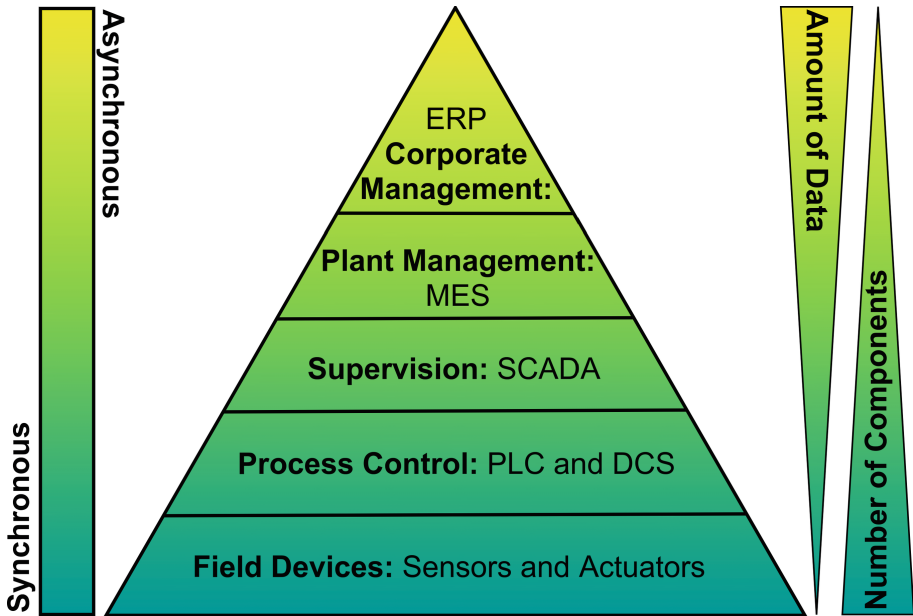 Asynchronous
Synchronous
ERP
Corporate
Management:
Plant Management:
MES
Supervision: SCADA
Process Control: PLC and DCS
Field Devices: Sensors and Actuators
Amount of Data
Number of Components